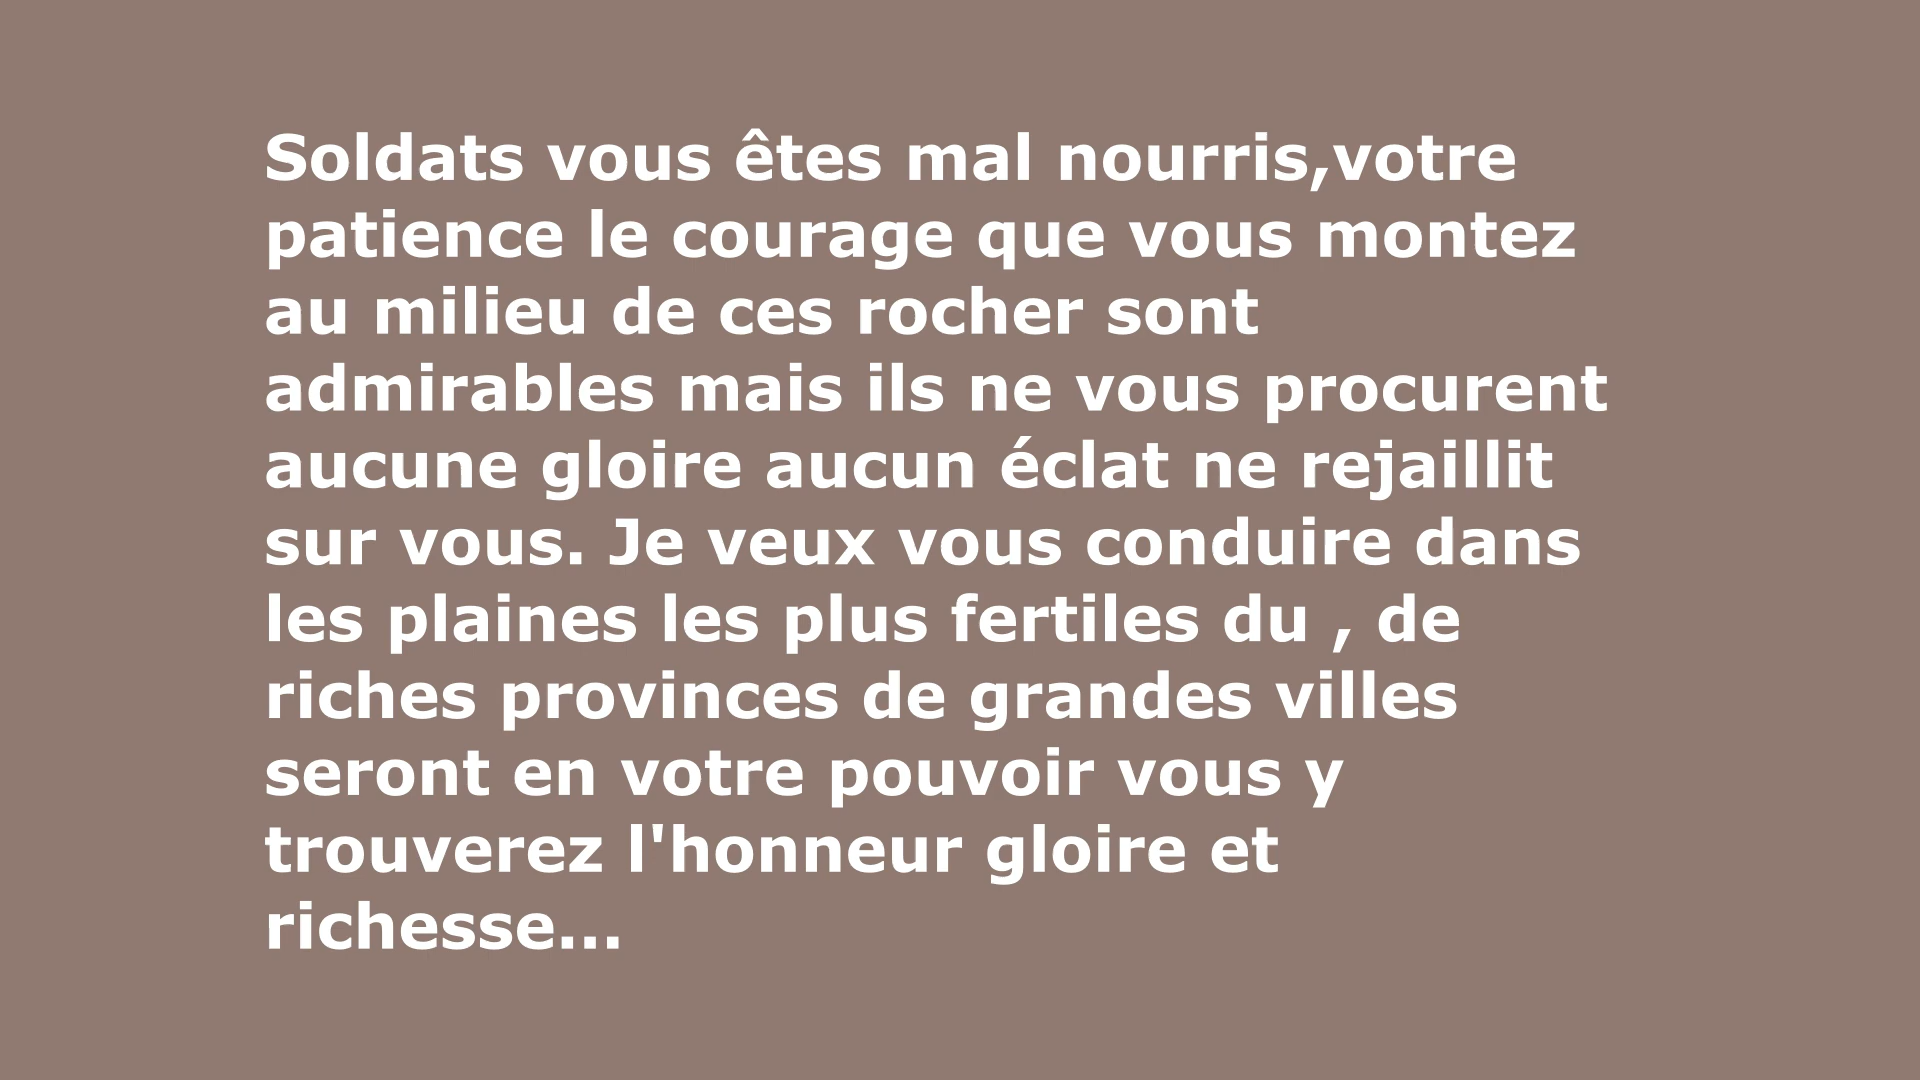 Soldats vous êtes mal nourris,votre
patience le courage que vous montez
au milieu de ces rocher sont
admirables mais ils ne vous procurent
aucune gloire aucun éclat ne rejaillit
sur vous. Je veux vous conduire dans
les plaines les plus fertiles du , de
riches provinces de grandes villes
seront en votre pouvoir vous y
trouverez l'honneur gloire et
richesse...